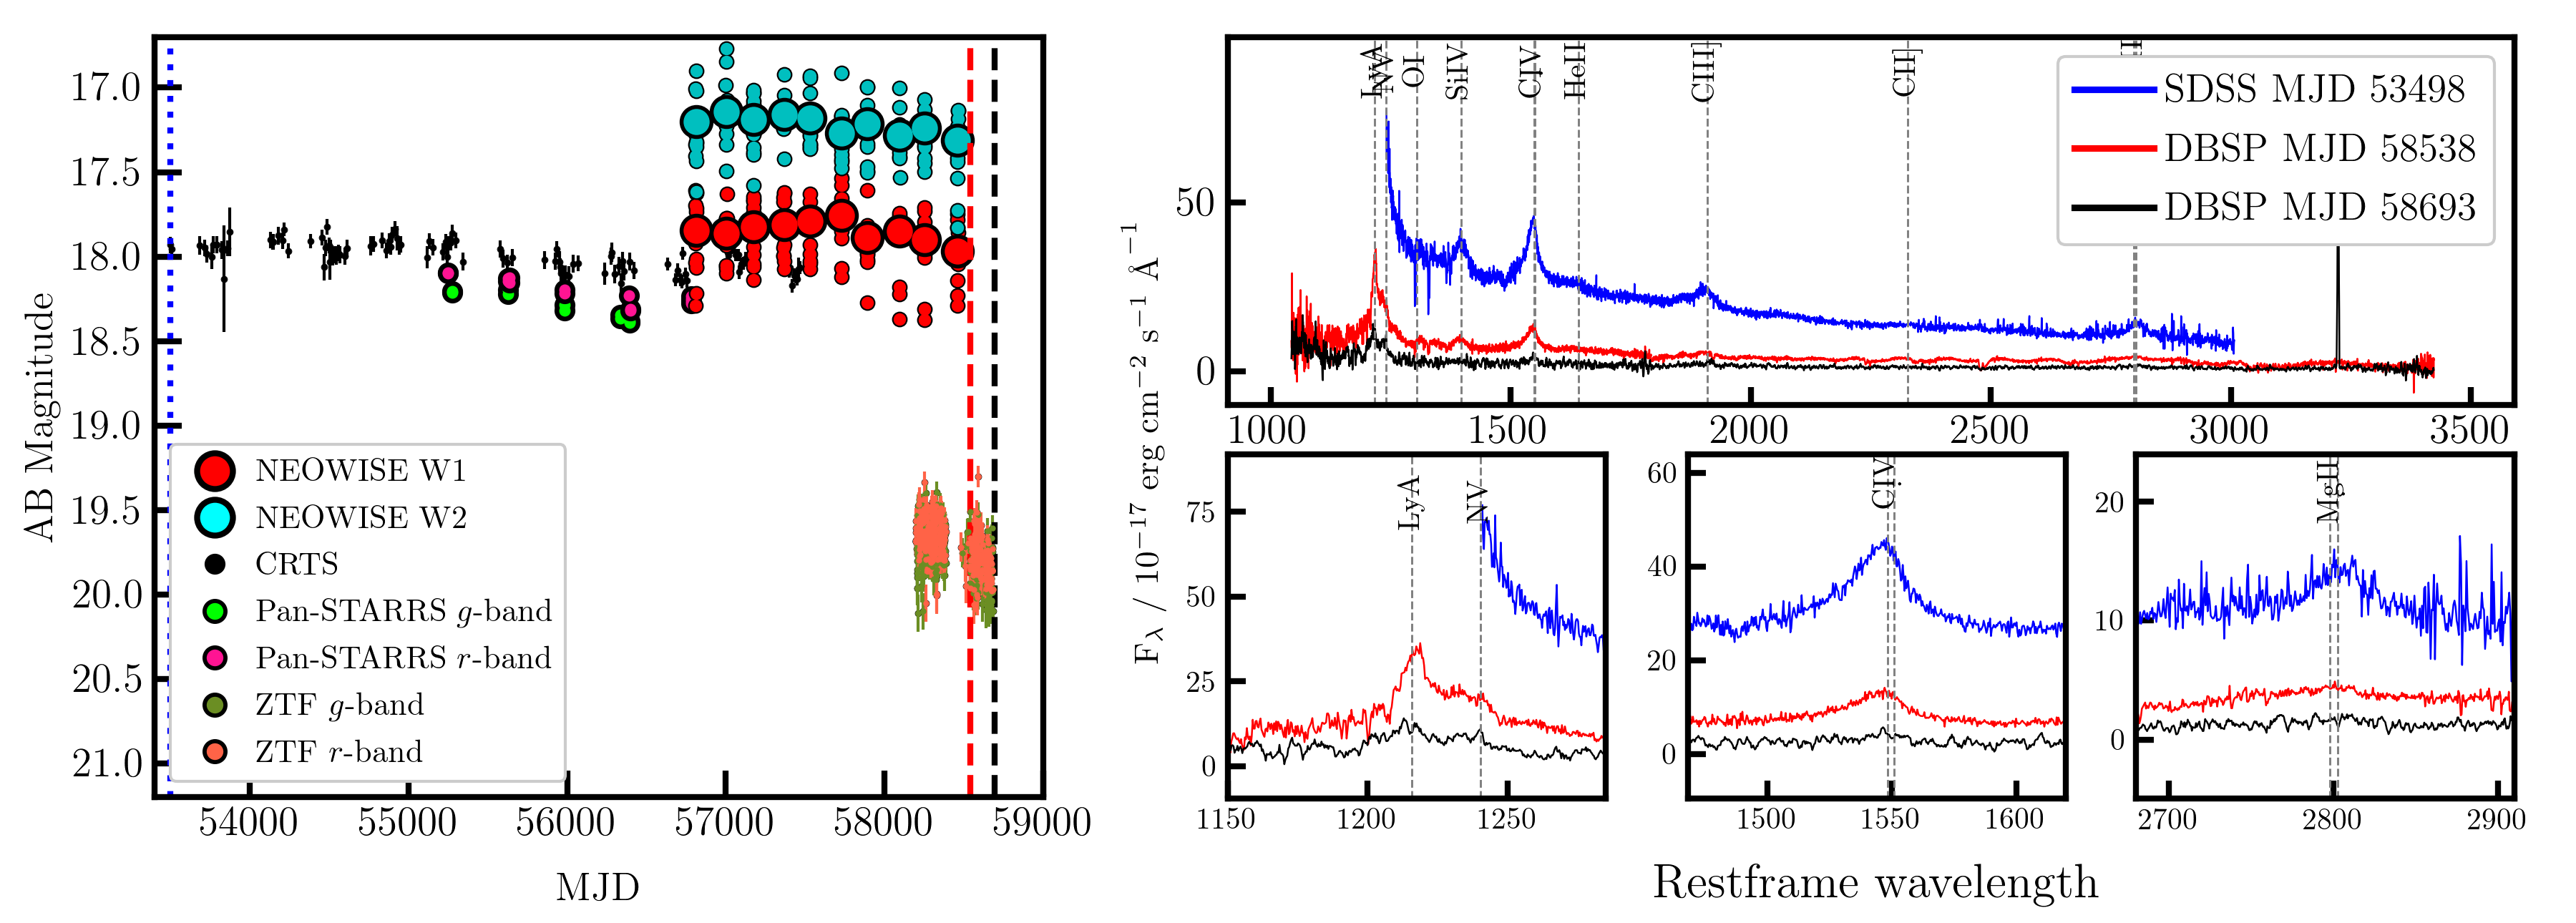 17.0
17.5
18.0
18.5
19.0
19.5
20.0
20.5
21.0
AB Magnitude
NEOWISE W1
NEOWISE W2
CRTS
Pan-STARRS g-band
Pan-STARRS r-band
ZTF g-band
ZTF r-band
54000 55000 56000 57000 58000 59000
MJD
LyA NV OI SiIV CIV HeII CIII] CII]
SDSS MJD 53498
DBSP MJD 58538
DBSP MJD 58693
50
0
1000 1500 2000 2500 3000 3500
F_λ / 10⁻¹⁷ erg cm⁻² s⁻¹ Å⁻¹
75
50
25
0
LyA NV
1150 1200 1250
60
40
20
0
CIV
1500 1550 1600
20
10
0
MgII
2700 2800 2900
Restframe wavelength